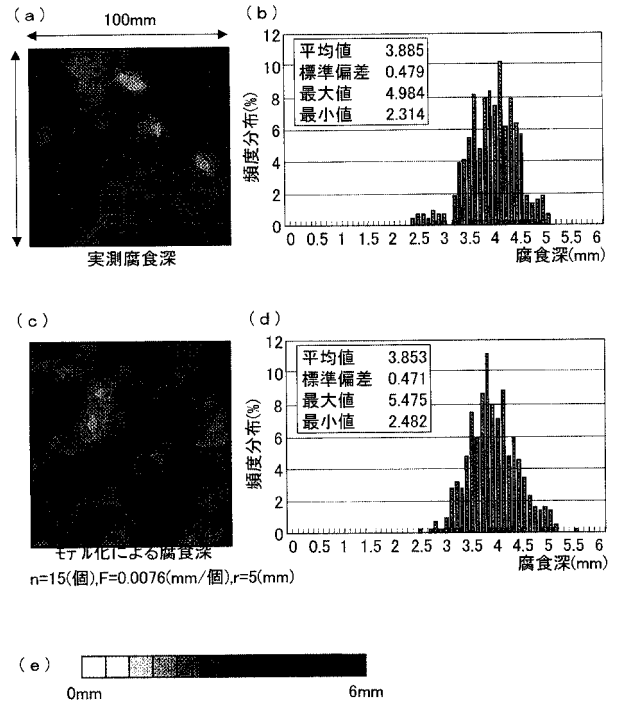 (a)
100mm
実測腐食深
(b)
頻度分布(%)
12
10
8
6
4
2
0
平均値 3.885
標準偏差 0.479
最大値 4.984
最小値 2.314
0 0.5 1 1.5 2 2.5 3 3.5 4 4.5 5 5.5 6
腐食深(mm)
(c)
モデル化による腐食深
n=15(個),F=0.0076(mm/個),r=5(mm)
(d)
頻度分布(%)
12
10
8
6
4
2
0
平均値 3.853
標準偏差 0.471
最大値 5.475
最小値 2.482
0 0.5 1 1.5 2 2.5 3 3.5 4 4.5 5 5.5 6
腐食深(mm)
(e)
0mm 6mm